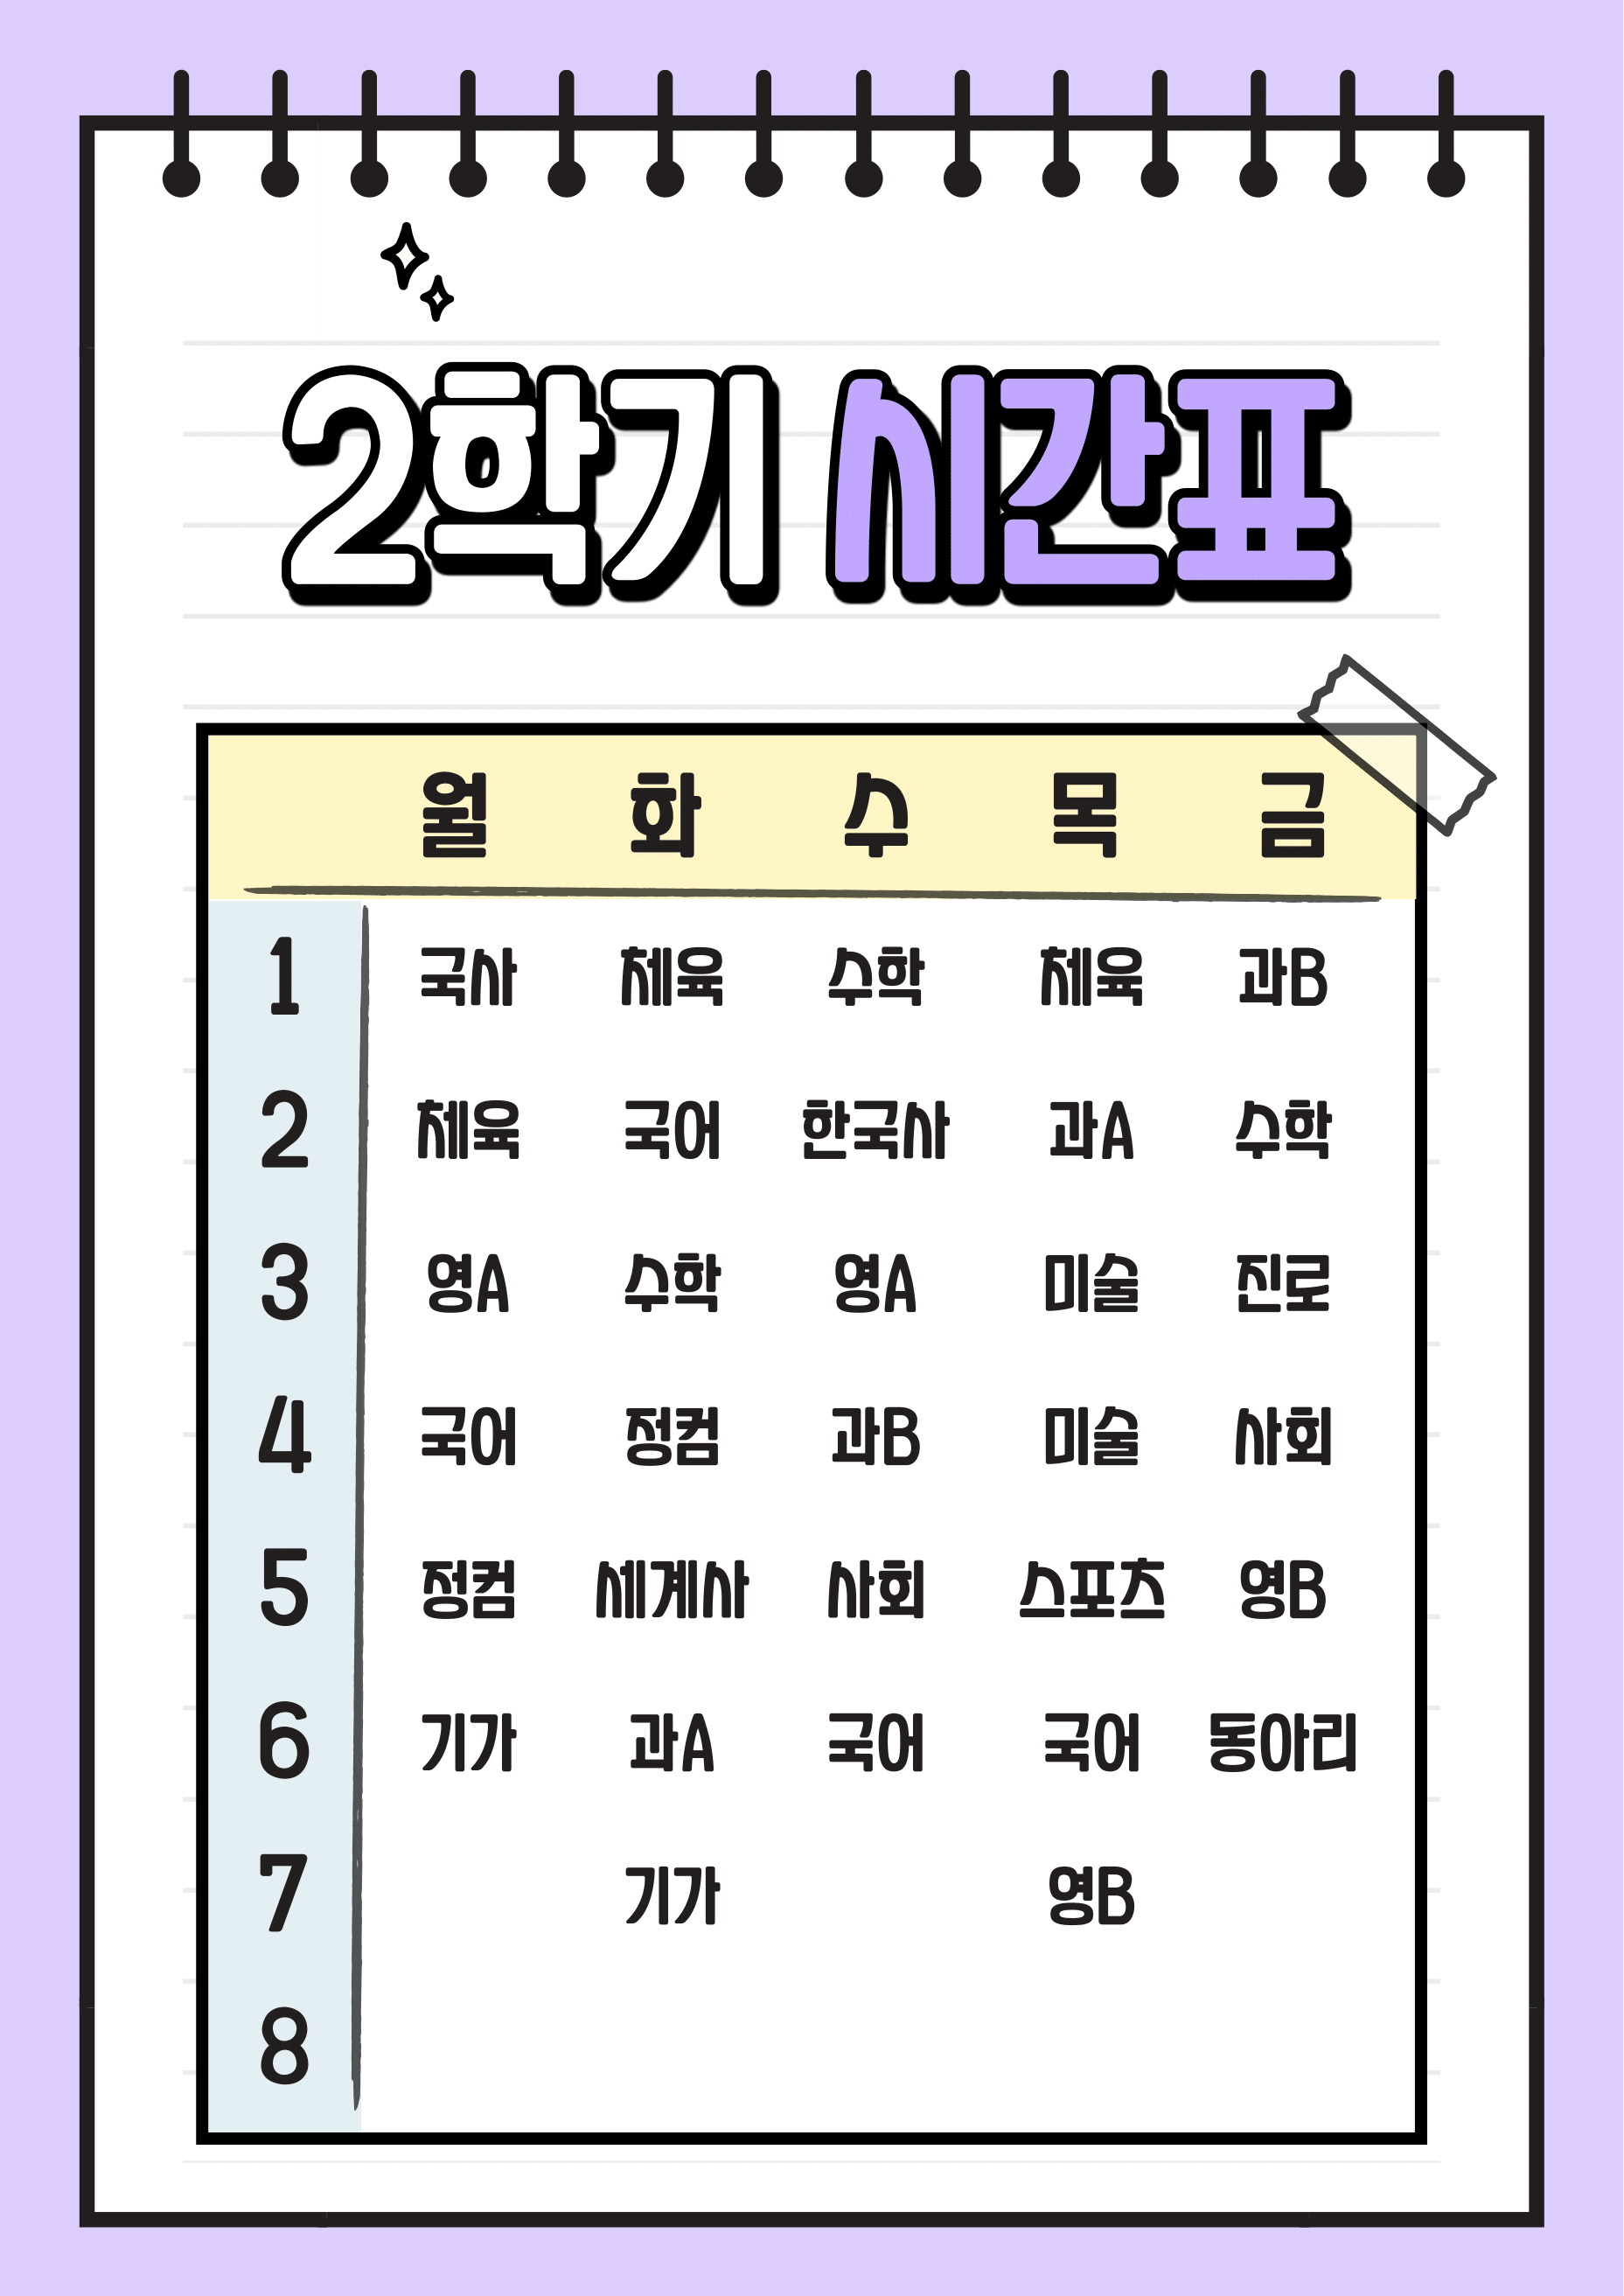 2학기 시간표
월 화 수 목 금
1 국사 체육 수학 체육 과B
2 체육 국어 한국사 과A 수학
3 영A 수학 영A 미술 진로
4 국어 정컴 과B 미술 사회
5 정컴 세계사 사회 스포츠 영B
6 기가 과A 국어 국어 동아리
7 기가 영B
8